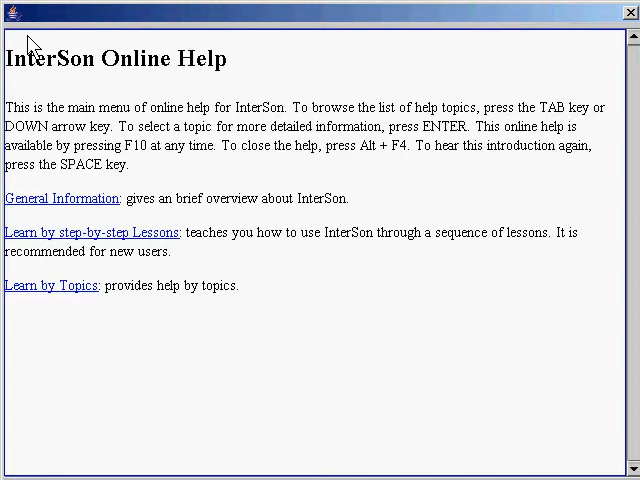 InterSon Online Help
This is the main menu of online help for InterSon. To browse the list of help topics, press the TAB key or
DOWN arrow key. To select a topic for more detailed information, press ENTER. This online help is
available by pressing F10 at any time. To close the help, press Alt + F4. To hear this introduction again,
press the SPACE key.
General Information: gives an brief overview about InterSon.
Learn by step-by-step Lessons: teaches you how to use InterSon through a sequence of lessons. It is
recommended for new users.
Learn by Topics: provides help by topics.